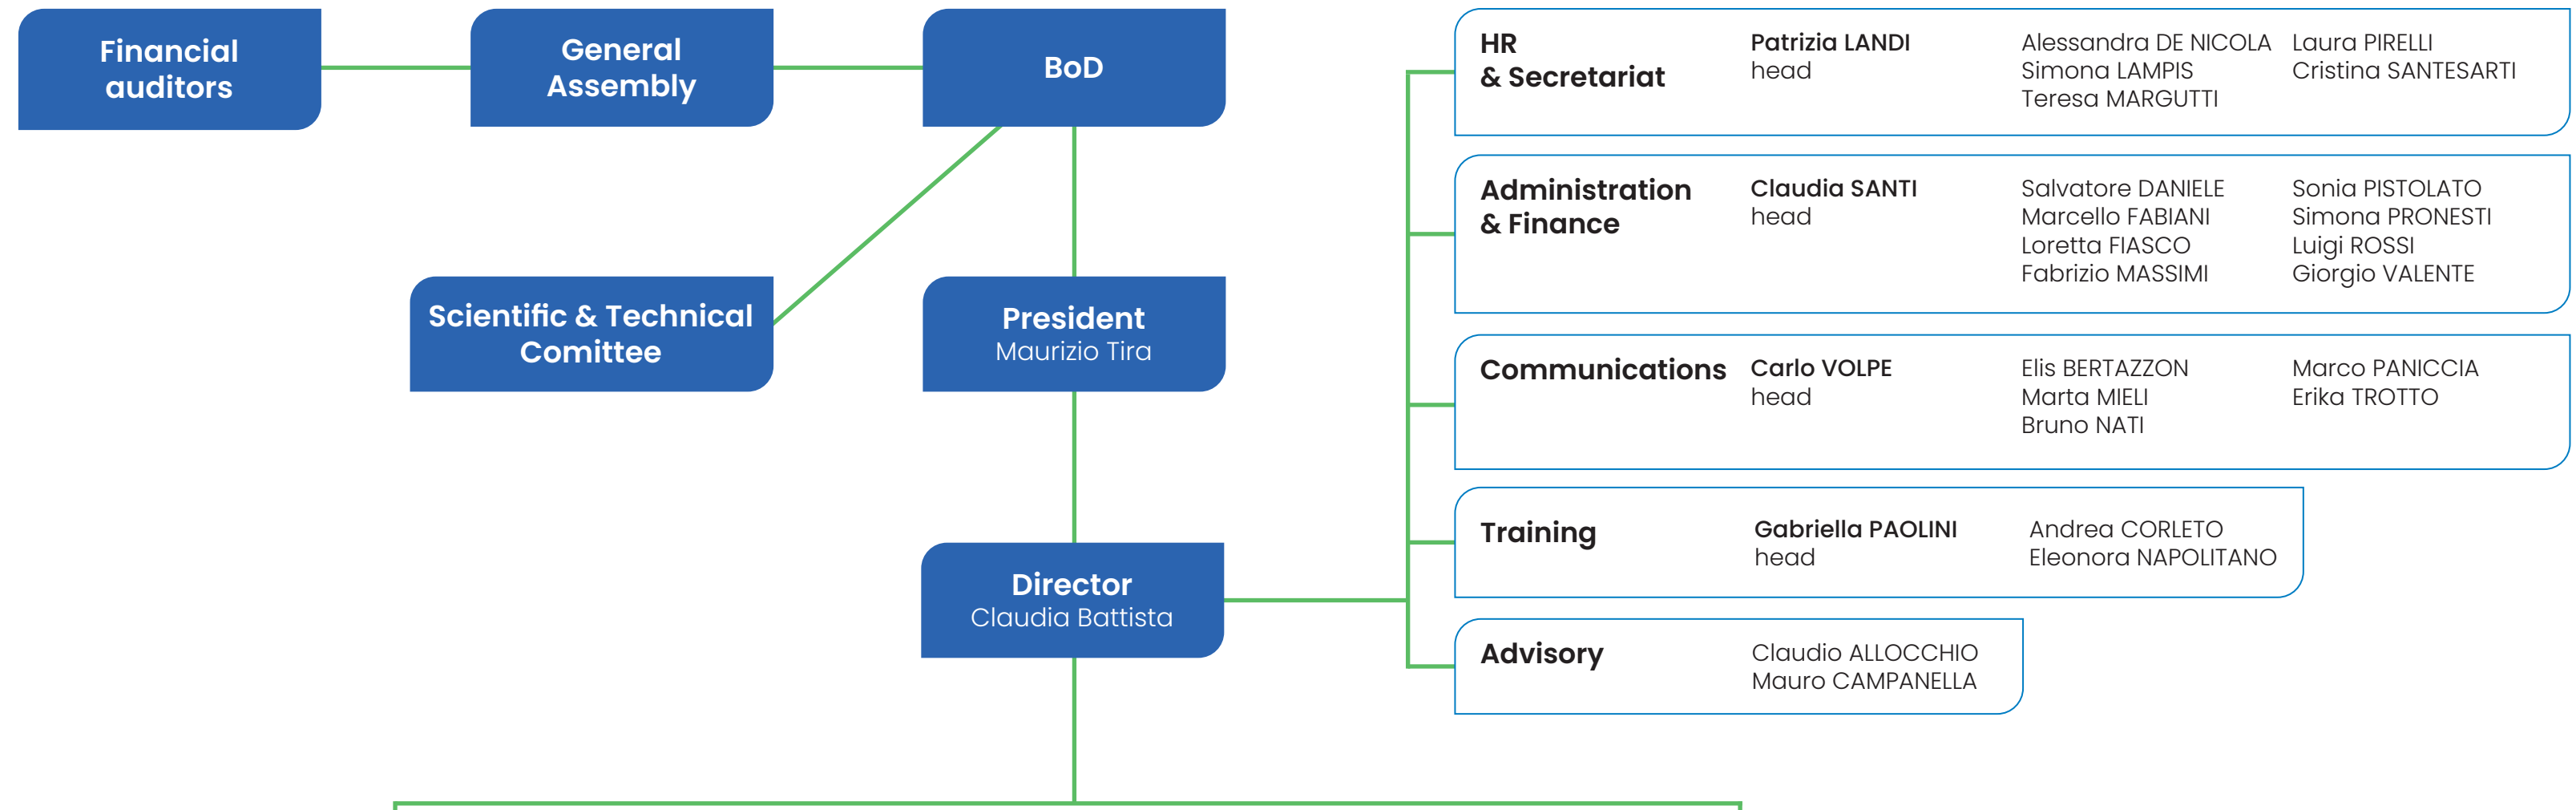 Financial
auditors
General
Assembly
BoD
Scientific & Technical
Comittee
President
Maurizio Tira
Director
Claudia Battista
HR
& Secretariat
Patrizia LANDI
head
Alessandra DE NICOLA
Simona LAMPIS
Teresa MARGUTTI
Laura PIRELLI
Cristina SANTESARTI
Administration
& Finance
Claudia SANTI
head
Salvatore DANIELE
Marcello FABIANI
Loretta FIASCO
Fabrizio MASSIMI
Sonia PISTOLATO
Simona PRONESTI
Luigi ROSSI
Giorgio VALENTE
Communications
Carlo VOLPE
head
Elis BERTAZZON
Marta MIELI
Bruno NATI
Marco PANICCIA
Erika TROTTO
Training
Gabriella PAOLINI
head
Andrea CORLETO
Eleonora NAPOLITANO
Advisory
Claudio ALLOCCHIO
Mauro CAMPANELLA